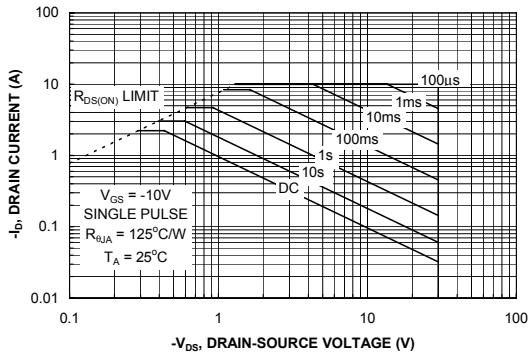 -I_D, DRAIN CURRENT (A)
100
10
1
0.1
0.01
R_DS(ON) LIMIT
100µs
1ms
10ms
100ms
1s
10s
DC
V_GS = -10V
SINGLE PULSE
R_θJA = 125°C/W
T_A = 25°C
0.1
1
10
100
-V_DS, DRAIN-SOURCE VOLTAGE (V)